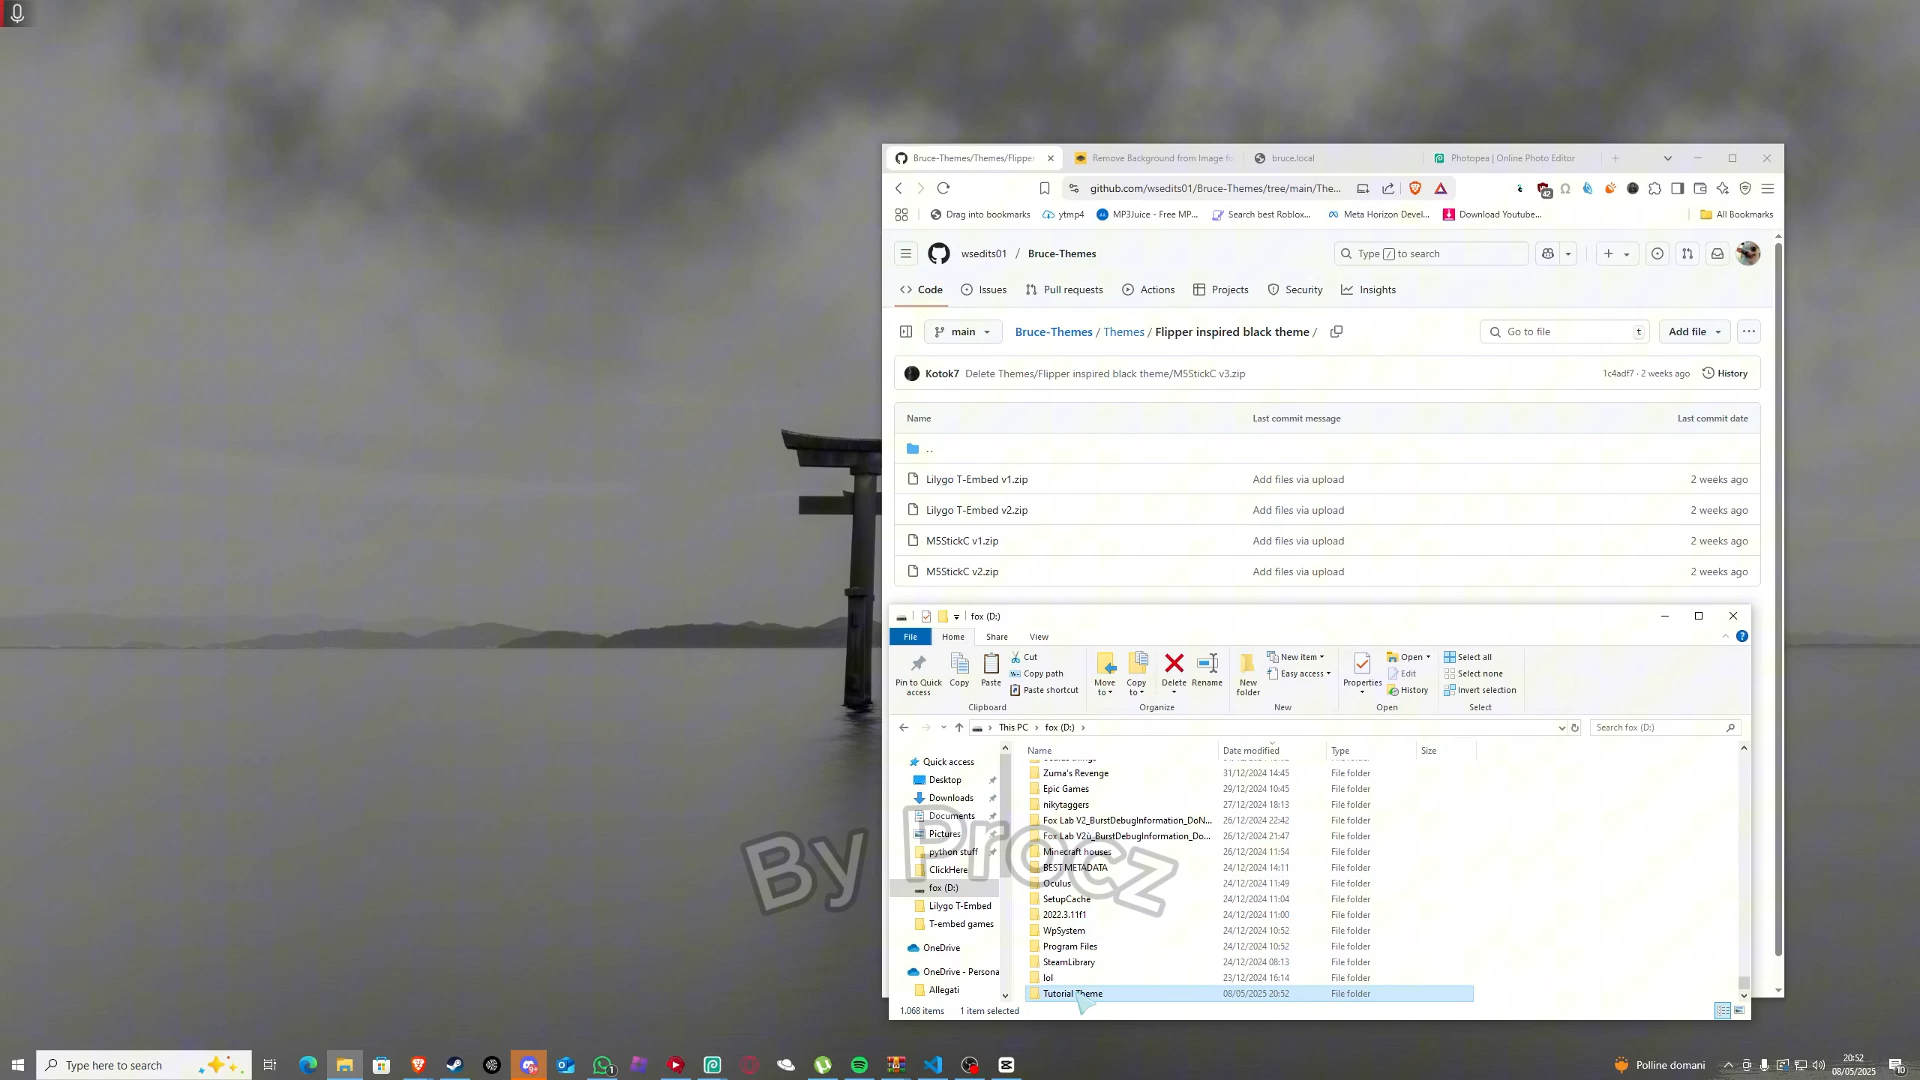 Bruce-Themes/Themes/Flipper
Remove Background from Image fo
bruce.local
Photopea | Online Photo Editor
github.com/wsedits01/Bruce-Themes/tree/main/The...
42
Drag into bookmarks
ytmp4
MP3Juice - Free MP...
Search best Roblox...
Meta Horizon Devel...
Download Youtube...
All Bookmarks
wsedits01 / Bruce-Themes
Type / to search
Code
Issues
Pull requests
Actions
Projects
Security
Insights
main
Bruce-Themes / Themes / Flipper inspired black theme /
Go to file
t
Add file
Kotok7 Delete Themes/Flipper inspired black theme/M5StickC v3.zip
1c4adf7 · 2 weeks ago
History
Name
Last commit message
Last commit date
..
Lilygo T-Embed v1.zip
Add files via upload
2 weeks ago
Lilygo T-Embed v2.zip
Add files via upload
2 weeks ago
M5StickC v1.zip
Add files via upload
2 weeks ago
M5StickC v2.zip
Add files via upload
2 weeks ago
fox (D:)
File
Home
Share
View
Pin to Quick access
Copy
Paste
Cut
Copy path
Paste shortcut
Move to
Copy to
Delete
Rename
New folder
New item
Easy access
Properties
Open
Edit
History
Select all
Select none
Invert selection
Clipboard
Organize
New
Open
Select
This PC > fox (D:) >
Search fox (D:)
Name
Date modified
Type
Size
Quick access
Desktop
Downloads
Documents
Pictures
python stuff
ClickHere
fox (D:)
Lilygo T-Embed
T-embed games
OneDrive
OneDrive - Persona
Allegati
Zuma's Revenge 31/12/2024 14:45 File folder
Epic Games 29/12/2024 10:45 File folder
nikytaggers 27/12/2024 18:13 File folder
Fox Lab V2_BurstDebugInformation_DoN... 26/12/2024 22:42 File folder
Fox Lab V2ù_BurstDebugInformation_Do... 26/12/2024 21:47 File folder
Minecraft houses 26/12/2024 11:54 File folder
BEST METADATA 24/12/2024 14:11 File folder
Oculus 24/12/2024 11:49 File folder
SetupCache 24/12/2024 11:04 File folder
2022.3.11f1 24/12/2024 11:00 File folder
WpSystem 24/12/2024 10:52 File folder
Program Files 24/12/2024 10:52 File folder
SteamLibrary 24/12/2024 08:13 File folder
lol 23/12/2024 16:14 File folder
Tutorial Theme 08/05/2025 20:52 File folder
1.068 items
1 item selected
By Procz
Type here to search
Polline domani
20:52
08/05/2025